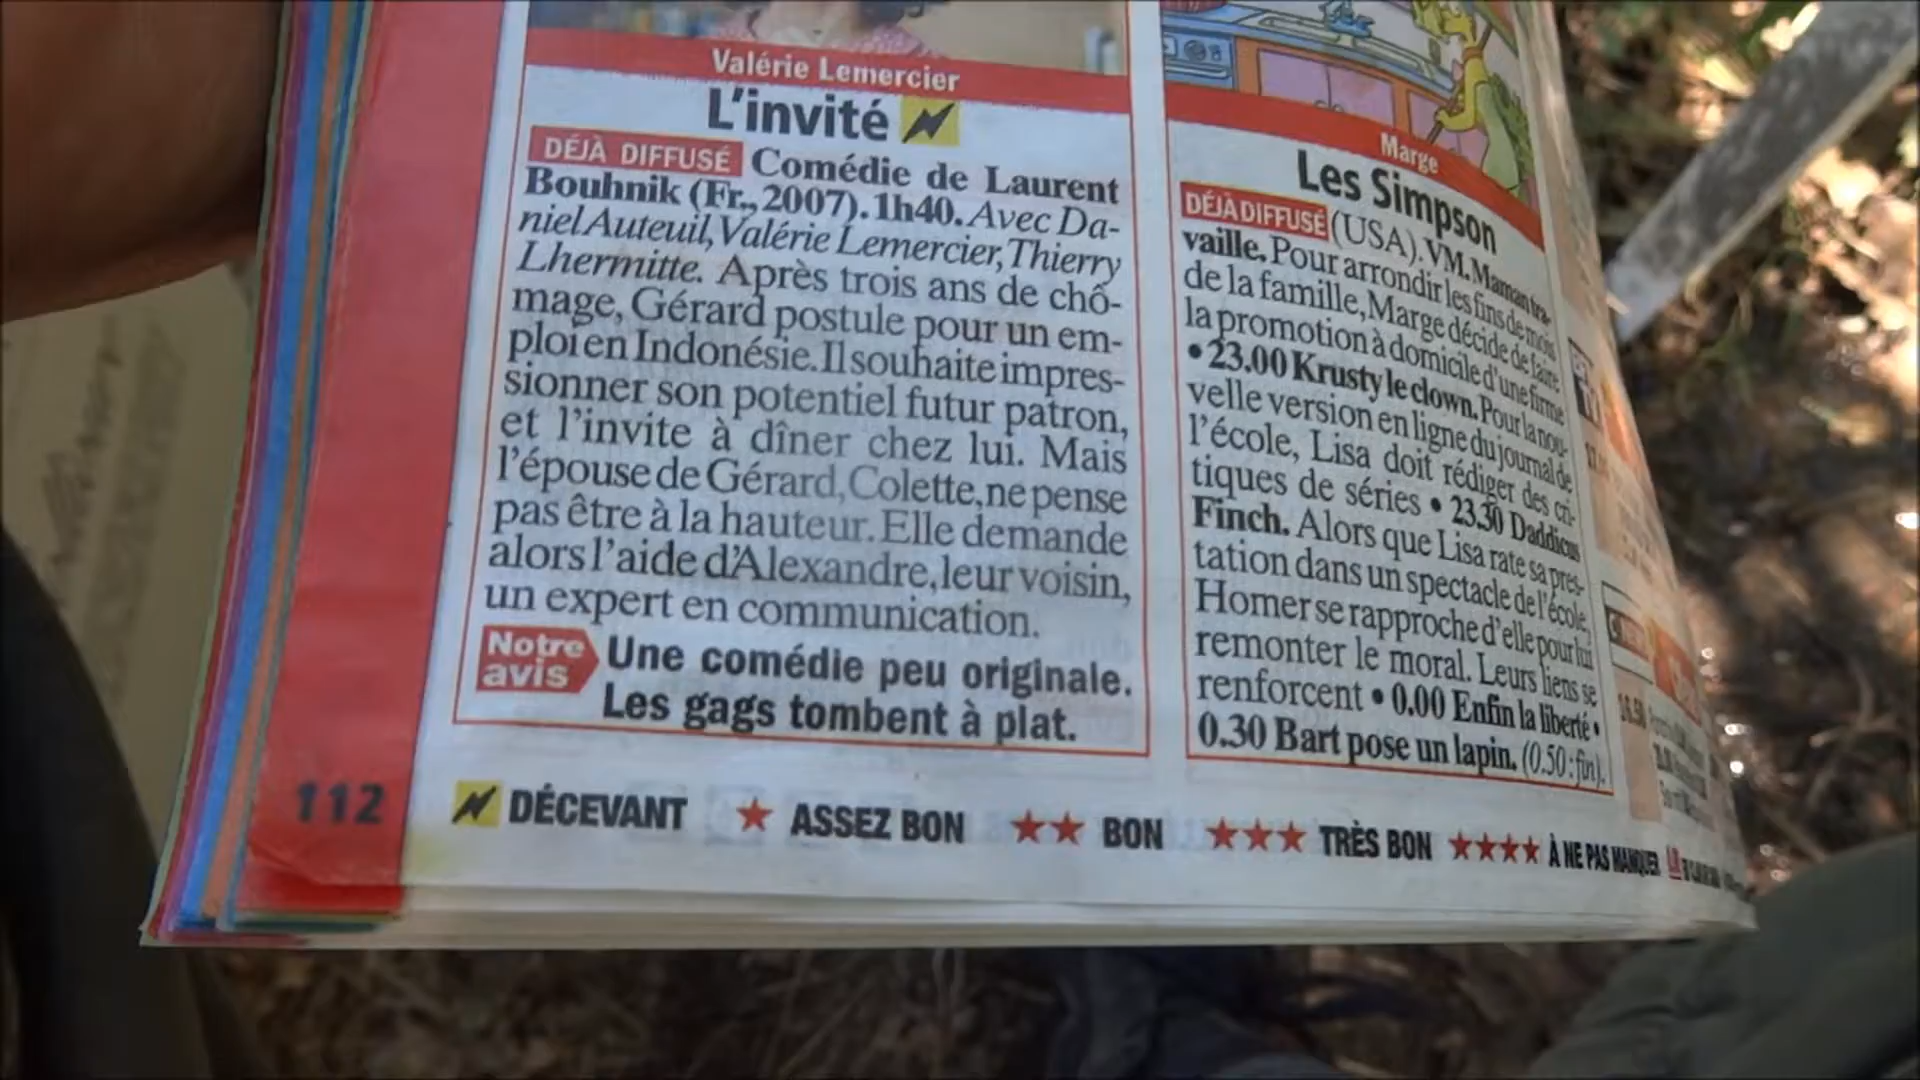 Valérie Lemercier
L'invité
DÉJÀ DIFFUSÉ Comédie de Laurent
Bouhnik (Fr., 2007). 1h40. Avec Da-
niel Auteuil, Valérie Lemercier, Thierry
Lhermitte. Après trois ans de chô-
mage, Gérard postule pour un em-
ploi en Indonésie. Il souhaite impres-
sionner son potentiel futur patron,
et l'invite à dîner chez lui. Mais
l'épouse de Gérard, Colette, ne pense
pas être à la hauteur. Elle demande
alors l'aide d'Alexandre, leur voisin,
un expert en communication.
Notre
avis
Une comédie peu originale.
Les gags tombent à plat.
Marge
Les Simpson
DÉJÀ DIFFUSÉ (USA). VM. Maman tra-
vaille. Pour arrondir les fins de mois
de la famille, Marge décide de faire
la promotion à domicile d'une firme
• 23.00 Krusty le clown. Pour la nou-
velle version en ligne du journal de
l'école, Lisa doit rédiger des cri-
tiques de séries • 23.30 Daddicus
Finch. Alors que Lisa rate sa pres-
tation dans un spectacle de l'école,
Homer se rapproche d'elle pour lui
remonter le moral. Leurs liens se
renforcent • 0.00 Enfin la liberté •
0.30 Bart pose un lapin. (0.50 : fin).
112
DÉCEVANT ★ ASSEZ BON ★★ BON ★★★ TRÈS BON ★★★★ À NE PAS MANQUER